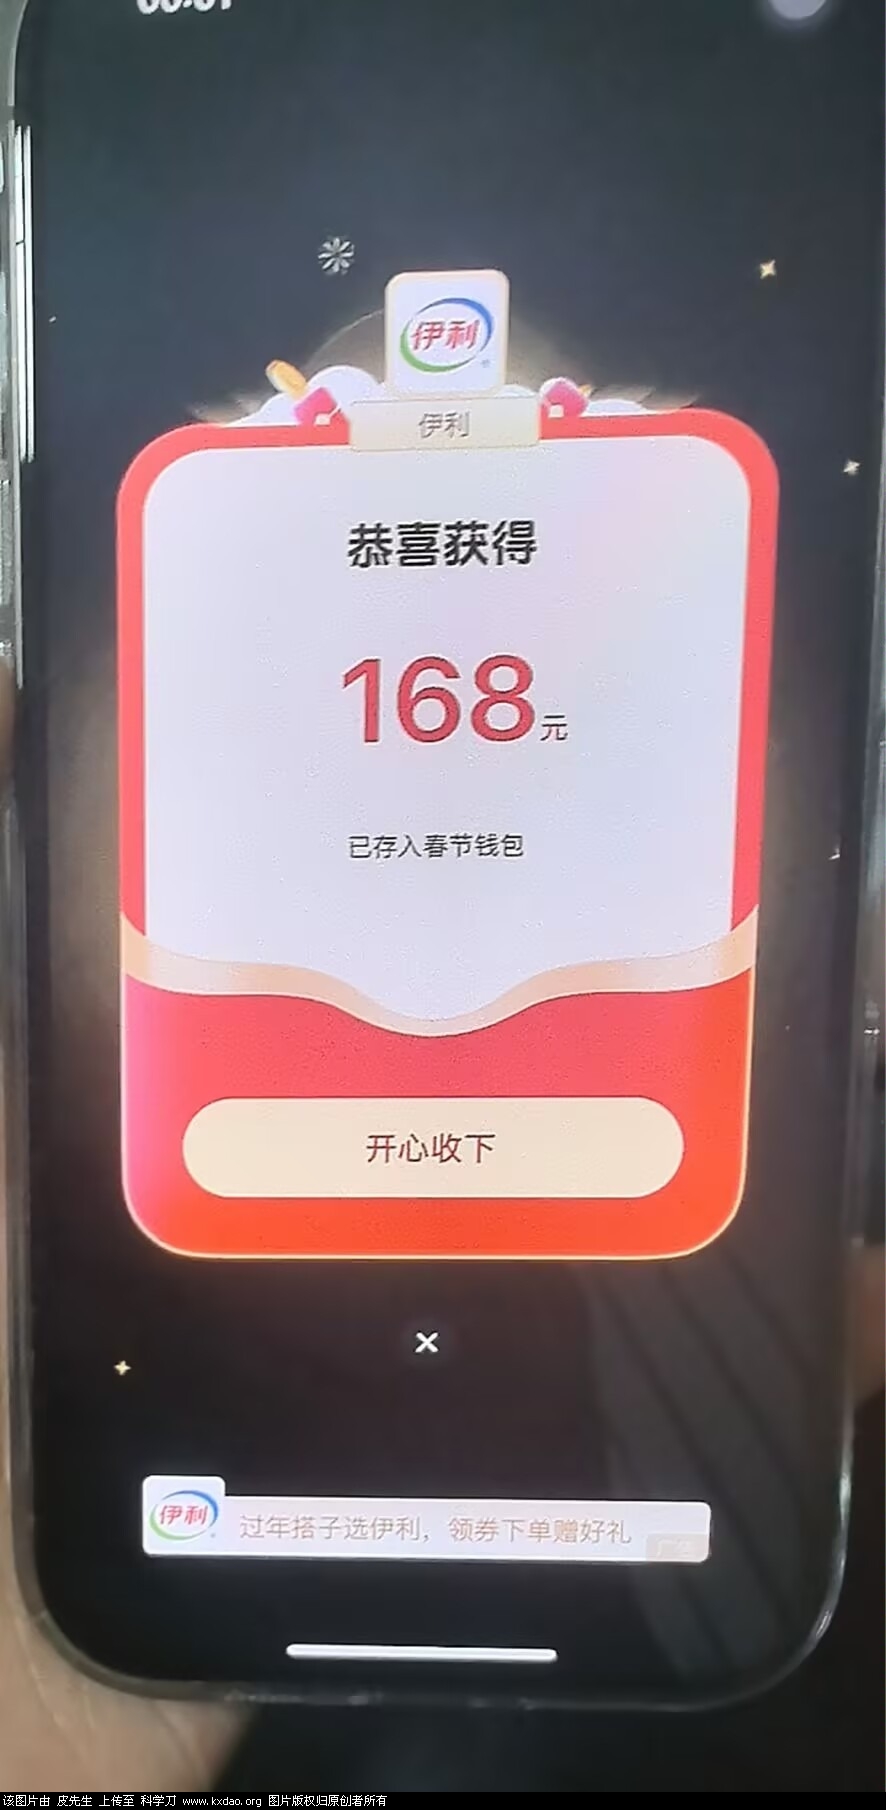 伊利
伊利
恭喜获得
168元
已存入春节钱包
开心收下
伊利
过年搭子选伊利，领券下单赠好礼
该图片由 皮先生 上传至 科学刀 www.kxdao.org 图片版权归原创者所有